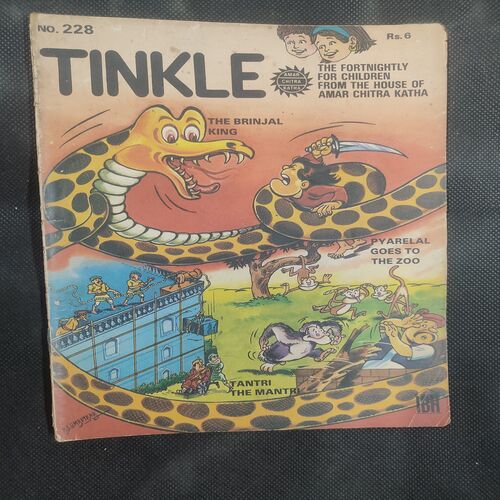 NO. 228
Rs. 6
TINKLE
AMAR
CHITRA
KATHA
THE FORTNIGHTLY
FOR CHILDREN
FROM THE HOUSE OF
AMAR CHITRA KATHA
THE BRINJAL
KING
PYARELAL
GOES TO
THE ZOO
TANTRI
THE MANTRI
IBH